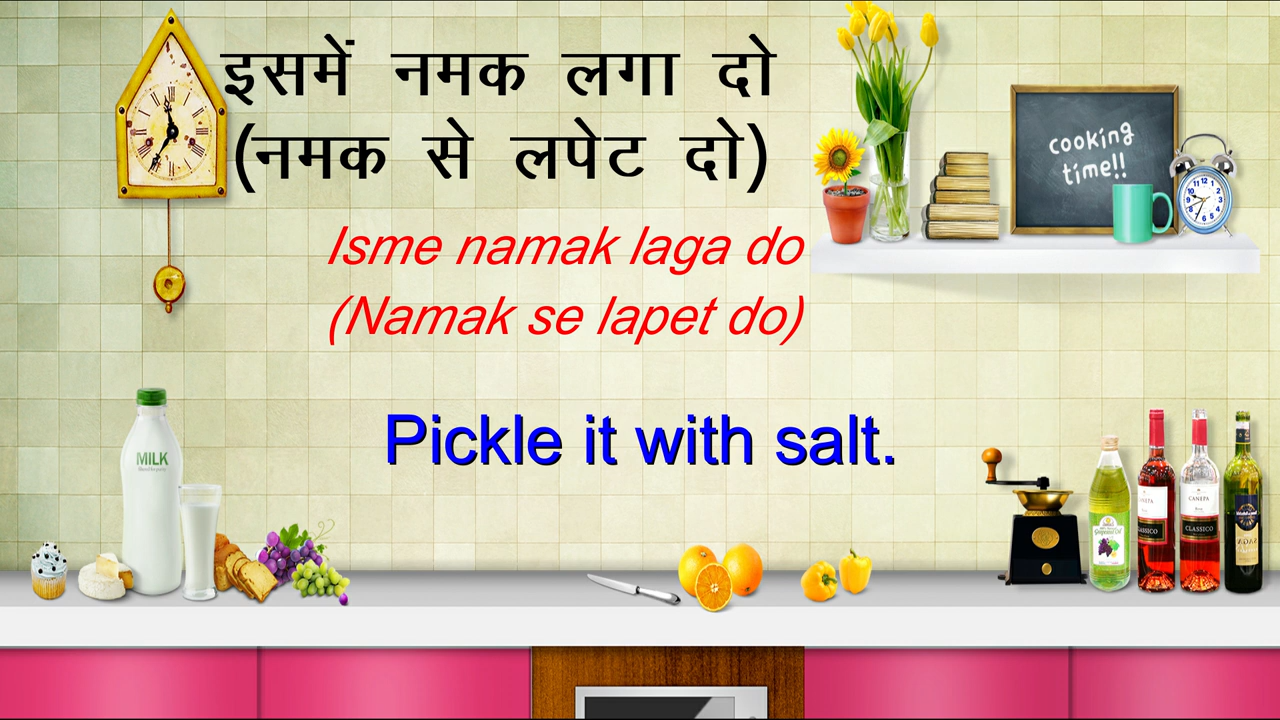 इसमें नमक लगा दो
(नमक से लपेट दो)
Isme namak laga do
(Namak se lapet do)
Pickle it with salt.
cooking
time!!
MILK
CANEPA
CLASSICO
CLASSICO